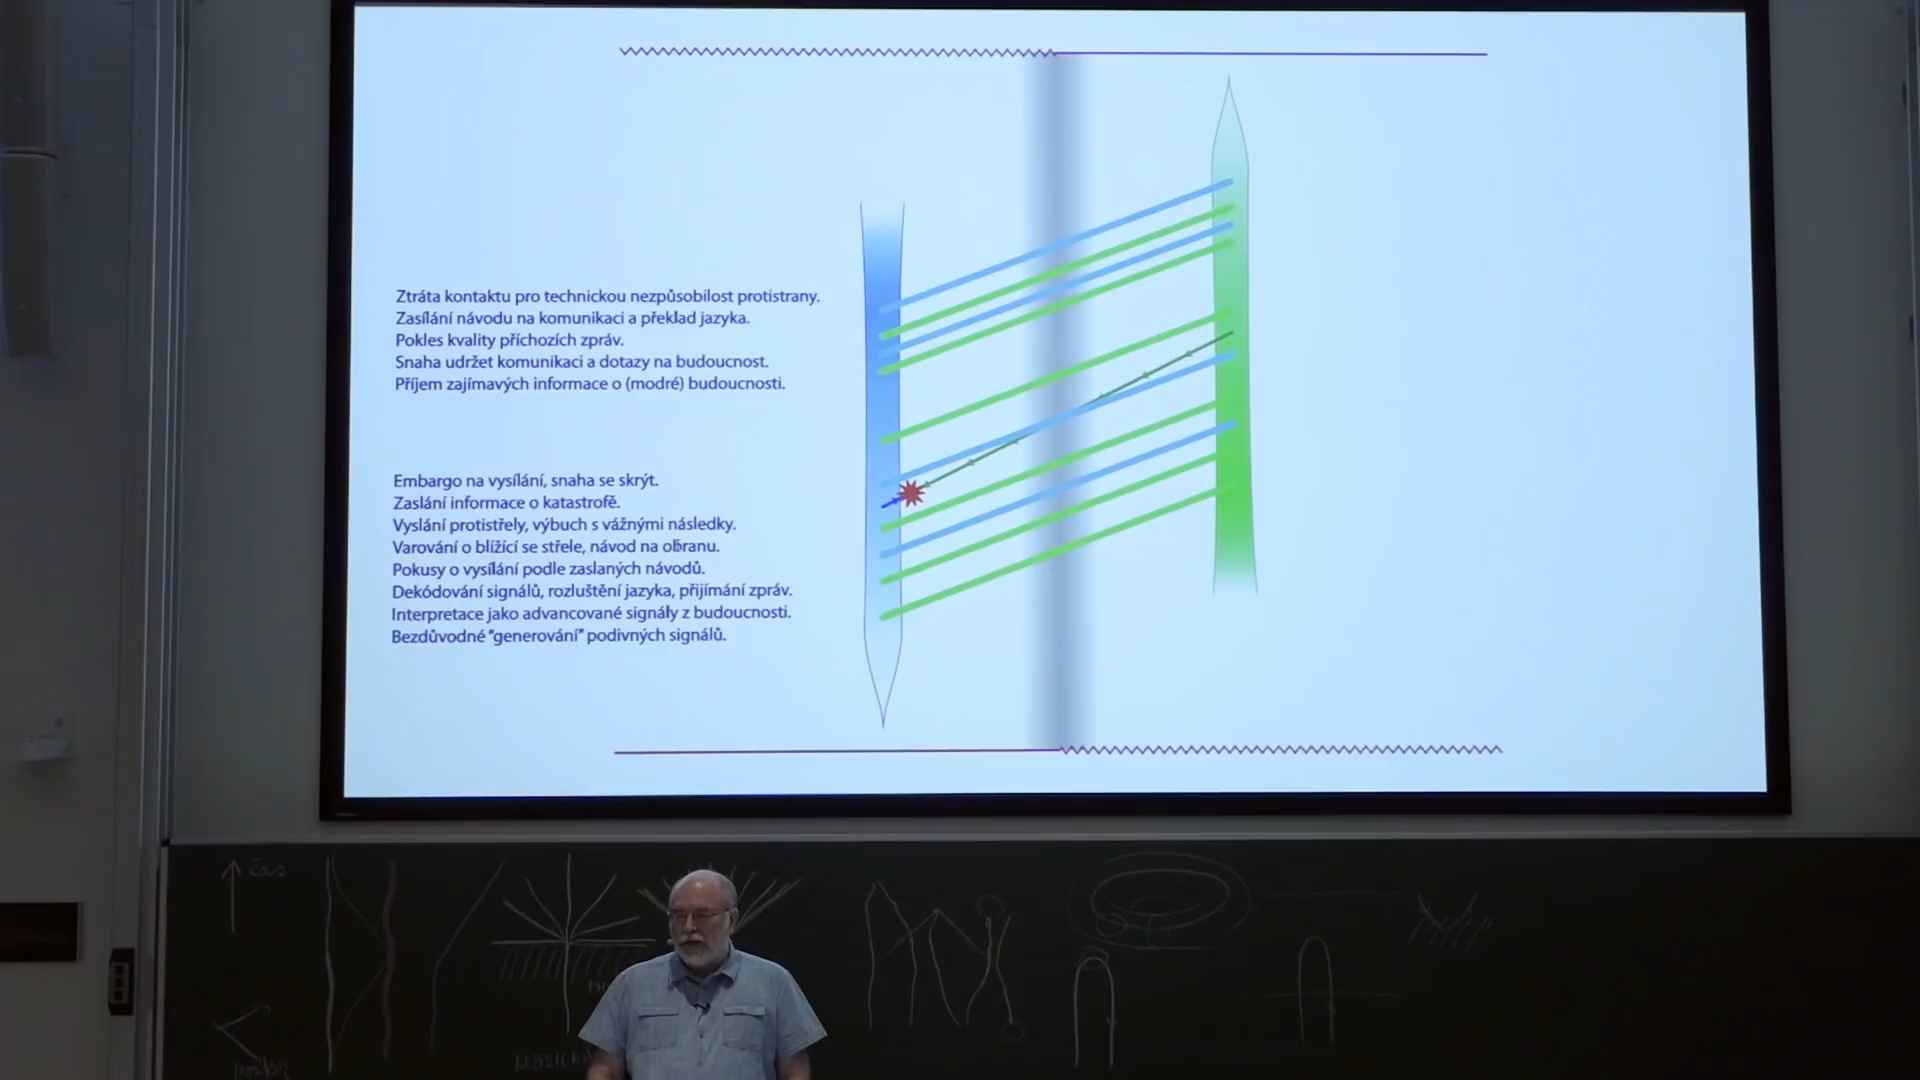 Ztráta kontaktu pro technickou nezpůsobilost protistrany.
Zasílání návodu na komunikaci a překlad jazyka.
Pokles kvality příchozích zpráv.
Snaha udržet komunikaci a dotazy na budoucnost.
Příjem zajímavých informace o (modré) budoucnosti.
Embargo na vysílání, snaha se skrýt.
Zaslání informace o katastrofě.
Vyslání protistřely, výbuch s vážnými následky.
Varování o blížící se střele, návod na obranu.
Pokusy o vysílání podle zaslaných návodů.
Dekódování signálů, rozluštění jazyka, přijímání zpráv.
Interpretace jako advancované signály z budoucnosti.
Bezdůvodné "generování" podivných signálů.
čas